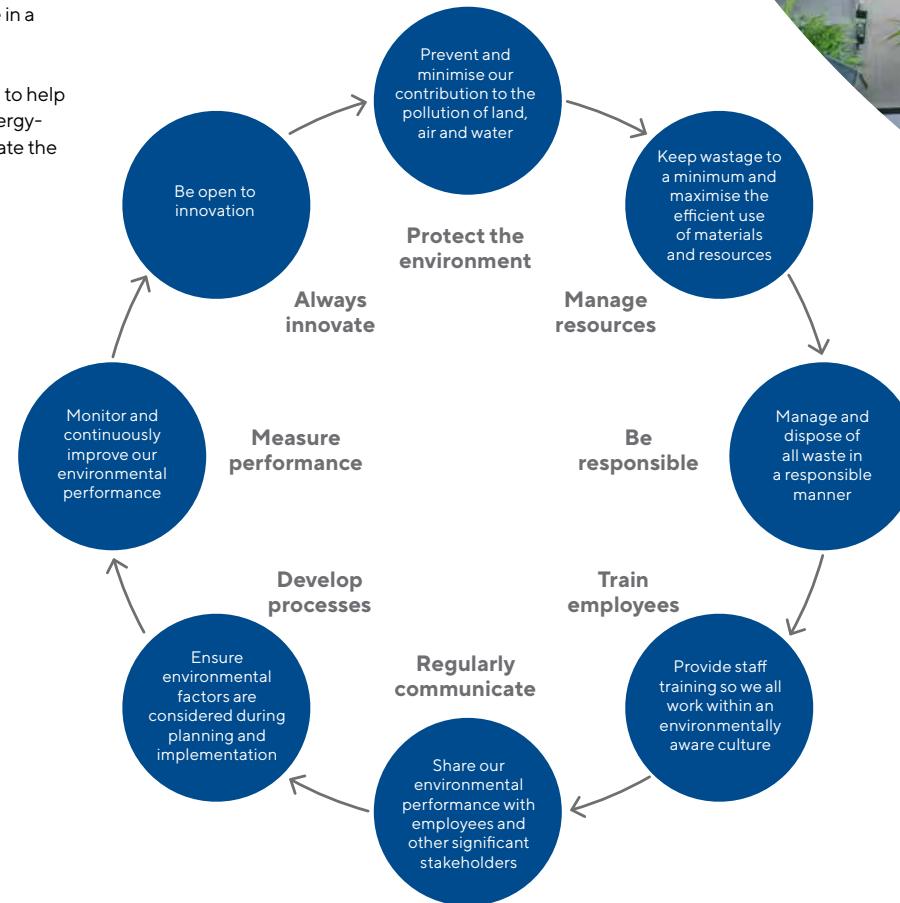 in a
to help
ergy-
ate the
Prevent and
minimise our
contribution to the
pollution of land,
air and water
Protect the
environment
Keep wastage to
a minimum and
maximise the
efficient use
of materials
and resources
Manage
resources
Manage and
dispose of
all waste in
a responsible
manner
Be
responsible
Provide staff
training so we all
work within an
environmentally
aware culture
Train
employees
Share our
environmental
performance with
employees and
other significant
stakeholders
Regularly
communicate
Ensure
environmental
factors are
considered during
planning and
implementation
Develop
processes
Monitor and
continuously
improve our
environmental
performance
Measure
performance
Be open to
innovation
Always
innovate